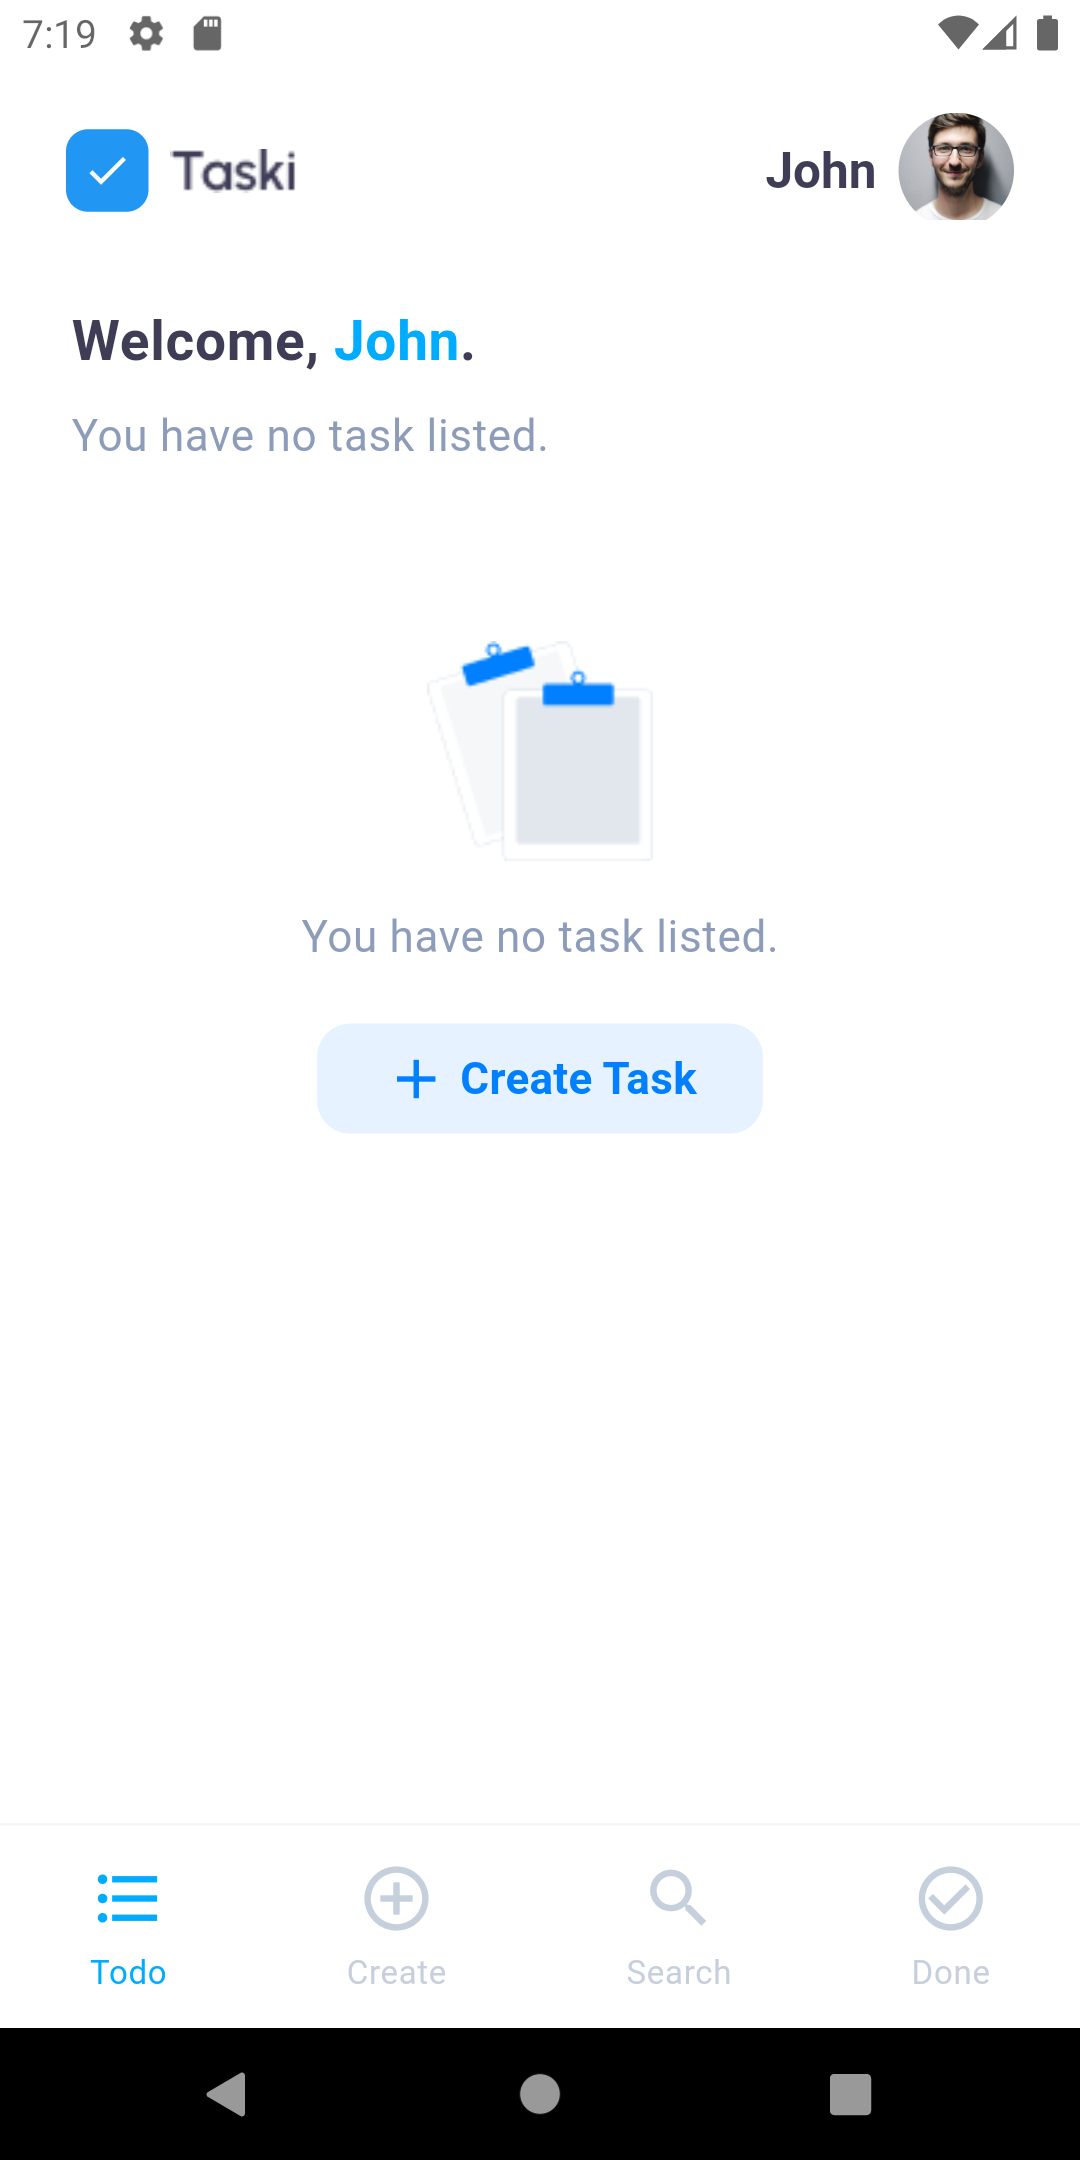 7:19
Taski
John
Welcome, John.
You have no task listed.
You have no task listed.
Create Task
Todo
Create
Search
Done